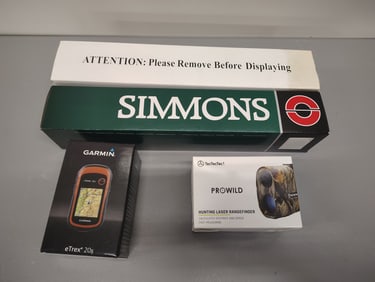 ATTENTION: Please Remove Before Displaying
SIMMONS
GARMIN
eTrex® 20x
TecTecTec!
PROWILD
HUNTING LASER RANGEFINDER